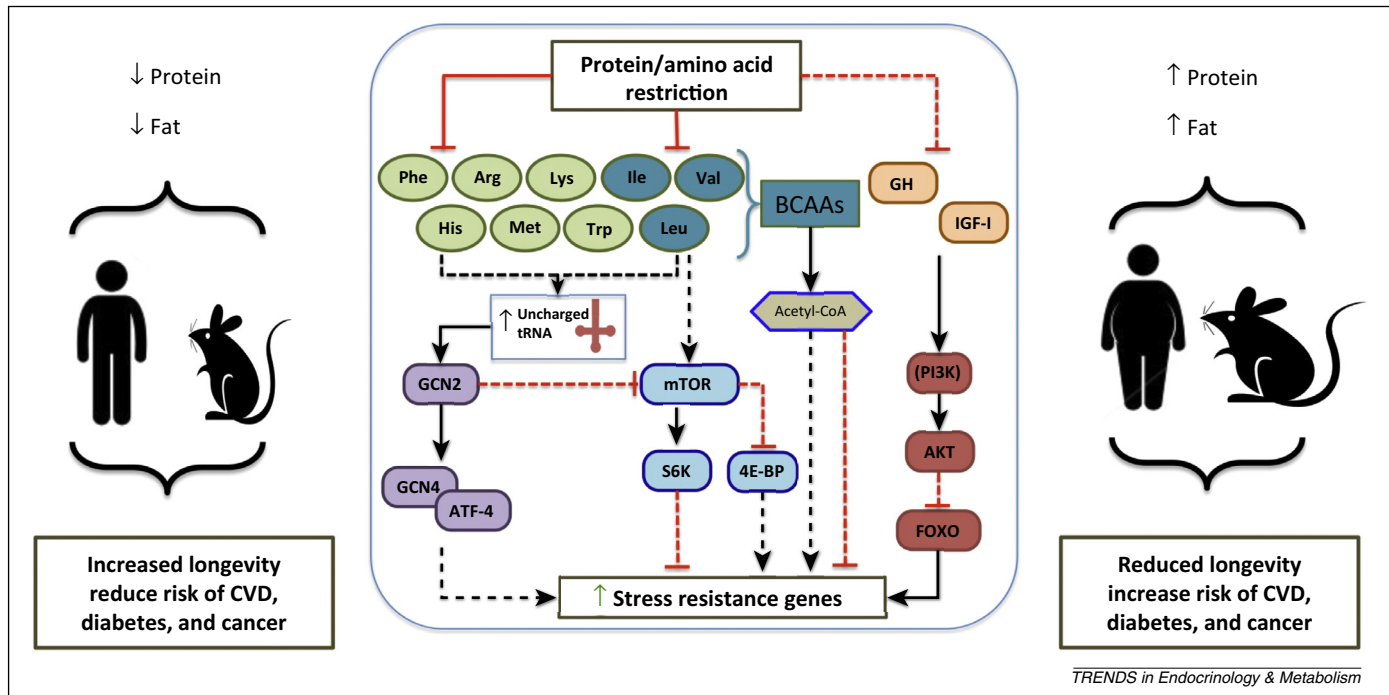 ↓ Protein
↓ Fat
Increased longevity
reduce risk of CVD,
diabetes, and cancer
Protein/amino acid
restriction
Phe
Arg
Lys
Ile
Val
His
Met
Trp
Leu
BCAAs
GH
IGF-I
↑ Uncharged
tRNA
Acetyl-CoA
GCN2
mTOR
(PI3K)
S6K
4E-BP
AKT
GCN4
ATF-4
FOXO
↑ Stress resistance genes
↑ Protein
↑ Fat
Reduced longevity
increase risk of CVD,
diabetes, and cancer
TRENDS in Endocrinology & Metabolism